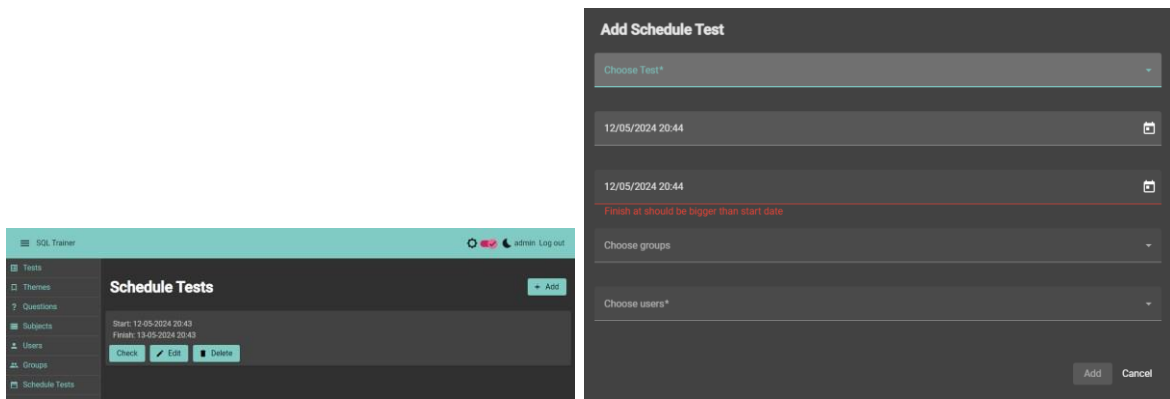 SQL Trainer
admin Log out
Tests
Themes
? Questions
Subjects
Users
Groups
Schedule Tests
Schedule Tests
+ Add
Start: 12-05-2024 20:43
Finish: 13-05-2024 20:43
Check Edit Delete
Add Schedule Test
Choose Test*
12/05/2024 20:44
12/05/2024 20:44
Finish at should be bigger than start date
Choose groups
Choose users*
Add Cancel